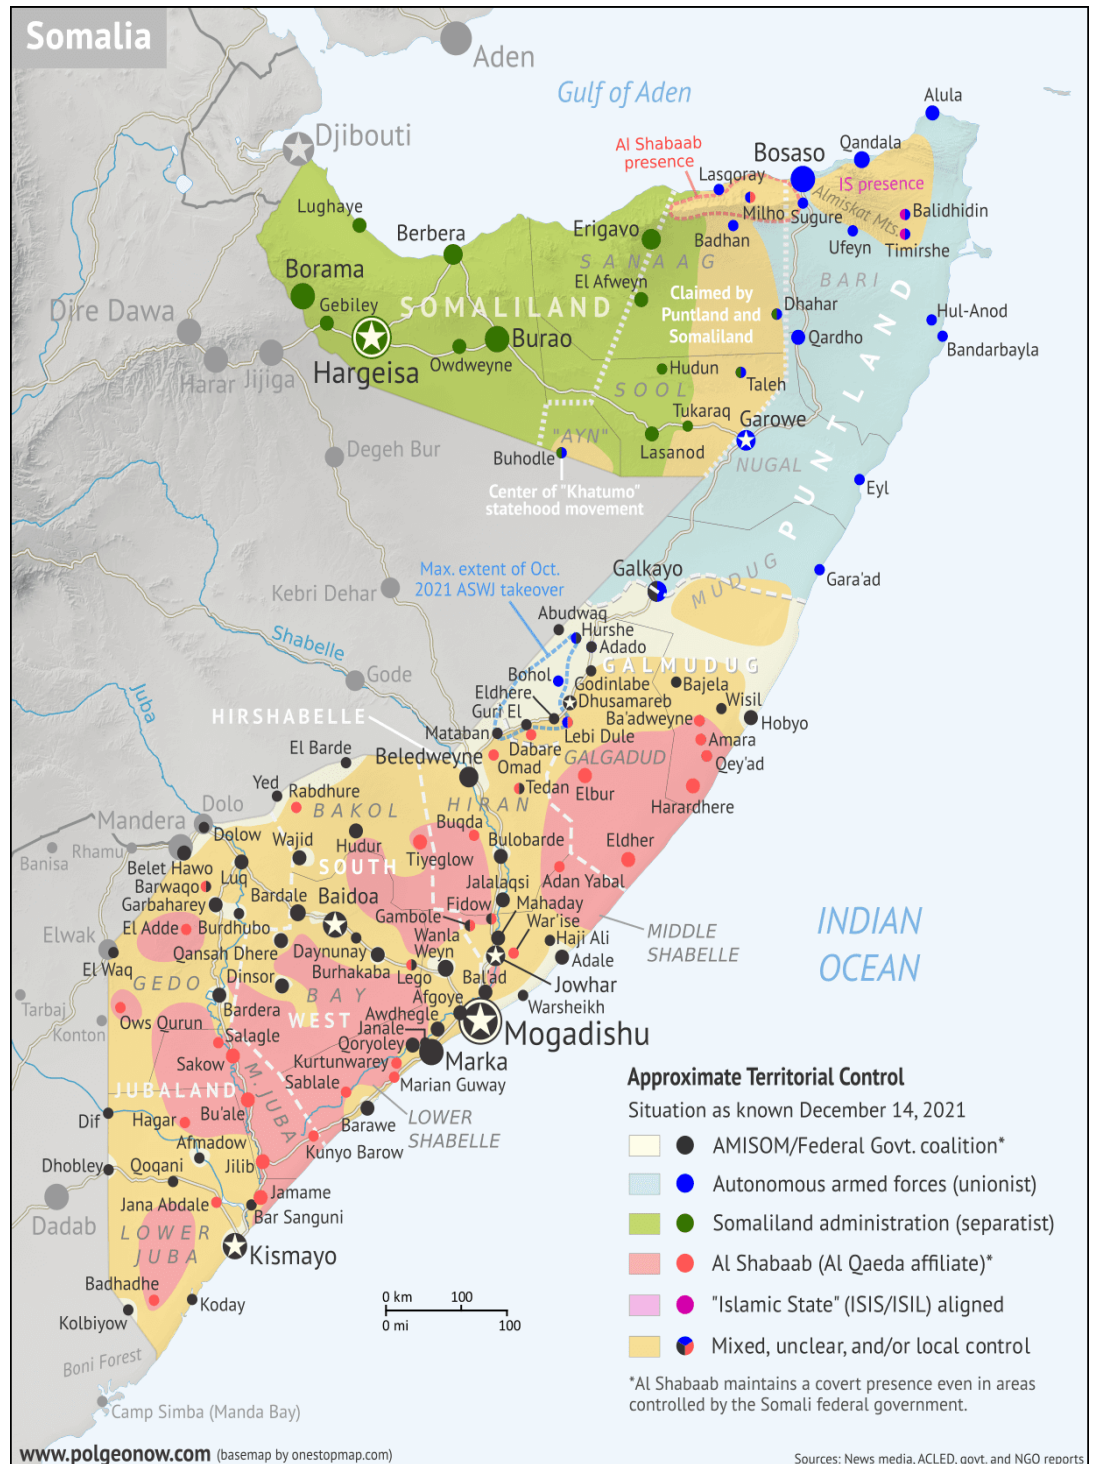 Somalia
Aden
Gulf of Aden
Alula
Djibouti
Al Shabaab
presence
Bosaso
Qandala
Lasqoray
IS presence
Lughaye
Milho
Sugure
Almiskat Mts.
Balidhidin
Berbera
Erigavo
Badhan
Ufeyn
Timirshe
SANAAG
Borama
El Afweyn
BARI
Gebiley
SOMALILAND
Claimed by
Puntland and
Somaliland
Dhahar
Hul-Anod
Dire Dawa
Burao
Qardho
Bandarbayla
Harar
Jijiga
Hargeisa
Owdweyne
Hudun
Taleh
SOOL
PUNTLAND
Tukaraq
Garowe
"AYN"
Degeh Bur
Buhodle
Lasanod
NUGAL
Center of "Khatumo"
statehood movement
Eyl
Max. extent of Oct.
2021 ASWJ takeover
Galkayo
MUDUG
Gara'ad
Kebri Dehar
Abudwaq
Hurshe
Shabelle
Adado
GALMUDUG
Gode
Bohol
Godinlabe
Bajela
Juba
Eldhere
Dhusamareb
Wisil
HIRSHABELLE
Guri El
Ba'adweyne
Hobyo
Mataban
Lebi Dule
Amara
El Barde
Beledweyne
Dabare
GALGADUD
Qey'ad
Omad
Yed
Rabdhure
Tedan
Elbur
Harardhere
Dolo
BAKOL
HIRAN
Mandera
Dolow
Wajid
Hudur
Buqda
Bulobarde
Eldher
Banisa
Rhamu
Belet Hawo
SOUTH
Tiyeglow
Luq
Barwaqo
Bardale
Baidoa
Jalalaqsi
Adan Yabal
Garbaharey
Fidow
Mahaday
El Adde
Burdhubo
Gambole
War'ise
Elwak
Wanla
Weyn
MIDDLE
SHABELLE
Qansah Dhere
Daynunay
Haji Ali
El Waq
Dinsor
Burhakaba
Lego
Bal'ad
Adale
GEDO
BAY
Afgoye
Jowhar
Tarbaj
Bardera
Awdhegle
Warsheikh
Konton
Ows Qurun
WEST
Janale
Mogadishu
Salagle
Qoryoley
Marka
Sakow
Kurtunwarey
JUBALAND
M. JUBA
Sablale
Marian Guway
Dif
Hagar
Bu'ale
Barawe
LOWER
SHABELLE
Afmadow
Kunyo Barow
Dhobley
Qoqani
Jilib
Jana Abdale
Jamame
Dadab
Bar Sanguni
LOWER
JUBA
Kismayo
Badhadhe
Koday
Kolbiyow
Boni Forest
Camp Simba (Manda Bay)
INDIAN
OCEAN
0 km 100
0 mi 100
Approximate Territorial Control
Situation as known December 14, 2021
AMISOM/Federal Govt. coalition*
Autonomous armed forces (unionist)
Somaliland administration (separatist)
Al Shabaab (Al Qaeda affiliate)*
"Islamic State" (ISIS/ISIL) aligned
Mixed, unclear, and/or local control
*Al Shabaab maintains a covert presence even in areas
controlled by the Somali federal government.
www.polgeonow.com (basemap by onestopmap.com)
Sources: News media, ACLED, govt. and NGO reports